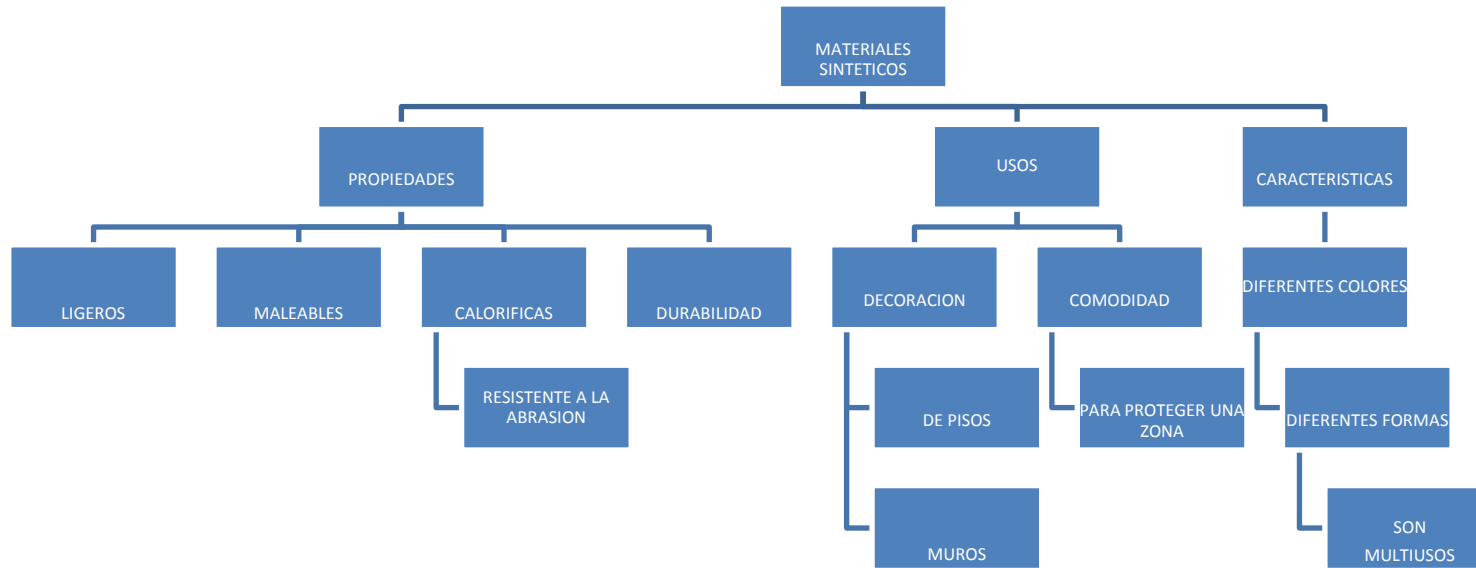 MATERIALES
SINTETICOS
PROPIEDADES
USOS
CARACTERISTICAS
LIGEROS
MALEABLES
CALORIFICAS
DURABILIDAD
DECORACION
COMODIDAD
DIFERENTES COLORES
RESISTENTE A LA
ABRASION
DE PISOS
PARA PROTEGER UNA
ZONA
DIFERENTES FORMAS
MUROS
SON
MULTIUSOS